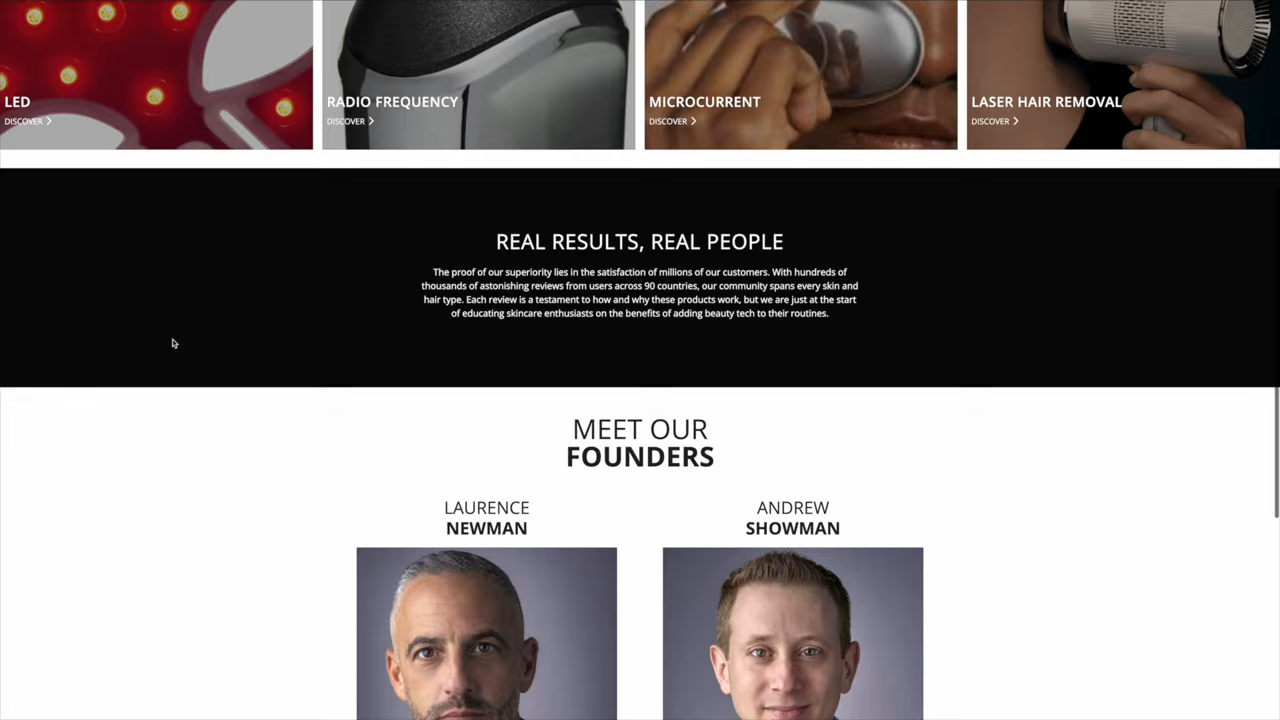 LED
DISCOVER
RADIO FREQUENCY
DISCOVER
MICROCURRENT
DISCOVER
LASER HAIR REMOVAL
DISCOVER
REAL RESULTS, REAL PEOPLE
The proof of our superiority lies in the satisfaction of millions of our customers. With hundreds of
thousands of astonishing reviews from users across 90 countries, our community spans every skin and
hair type. Each review is a testament to how and why these products work, but we are just at the start
of educating skincare enthusiasts on the benefits of adding beauty tech to their routines.
MEET OUR
FOUNDERS
LAURENCE
NEWMAN
ANDREW
SHOWMAN